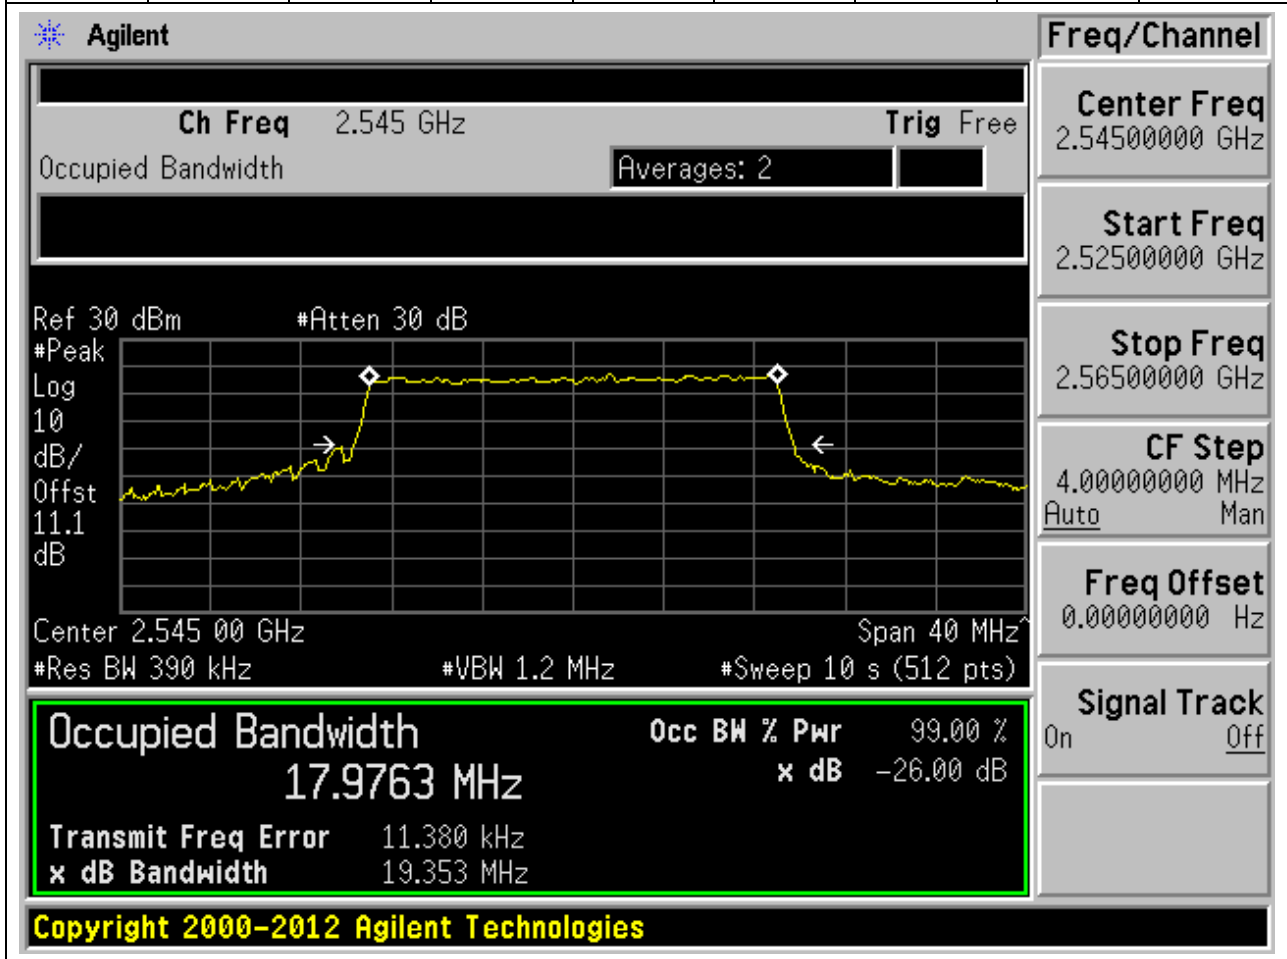 Agilent
Freq/Channel
Ch Freq 2.545 GHz Trig Free
Occupied Bandwidth Averages: 2
Center Freq
2.54500000 GHz
Start Freq
2.52500000 GHz
Stop Freq
2.56500000 GHz
CF Step
4.00000000 MHz
Auto Man
Freq Offset
0.00000000 Hz
Signal Track
On Off
Ref 30 dBm #Atten 30 dB
#Peak
Log
10
dB/
Offst
11.1
dB
Center 2.545 00 GHz Span 40 MHz^
#Res BW 390 kHz #VBW 1.2 MHz #Sweep 10 s (512 pts)
Occupied Bandwidth Occ BW % Pwr 99.00 %
17.9763 MHz x dB -26.00 dB
Transmit Freq Error 11.380 kHz
x dB Bandwidth 19.353 MHz
Copyright 2000-2012 Agilent Technologies